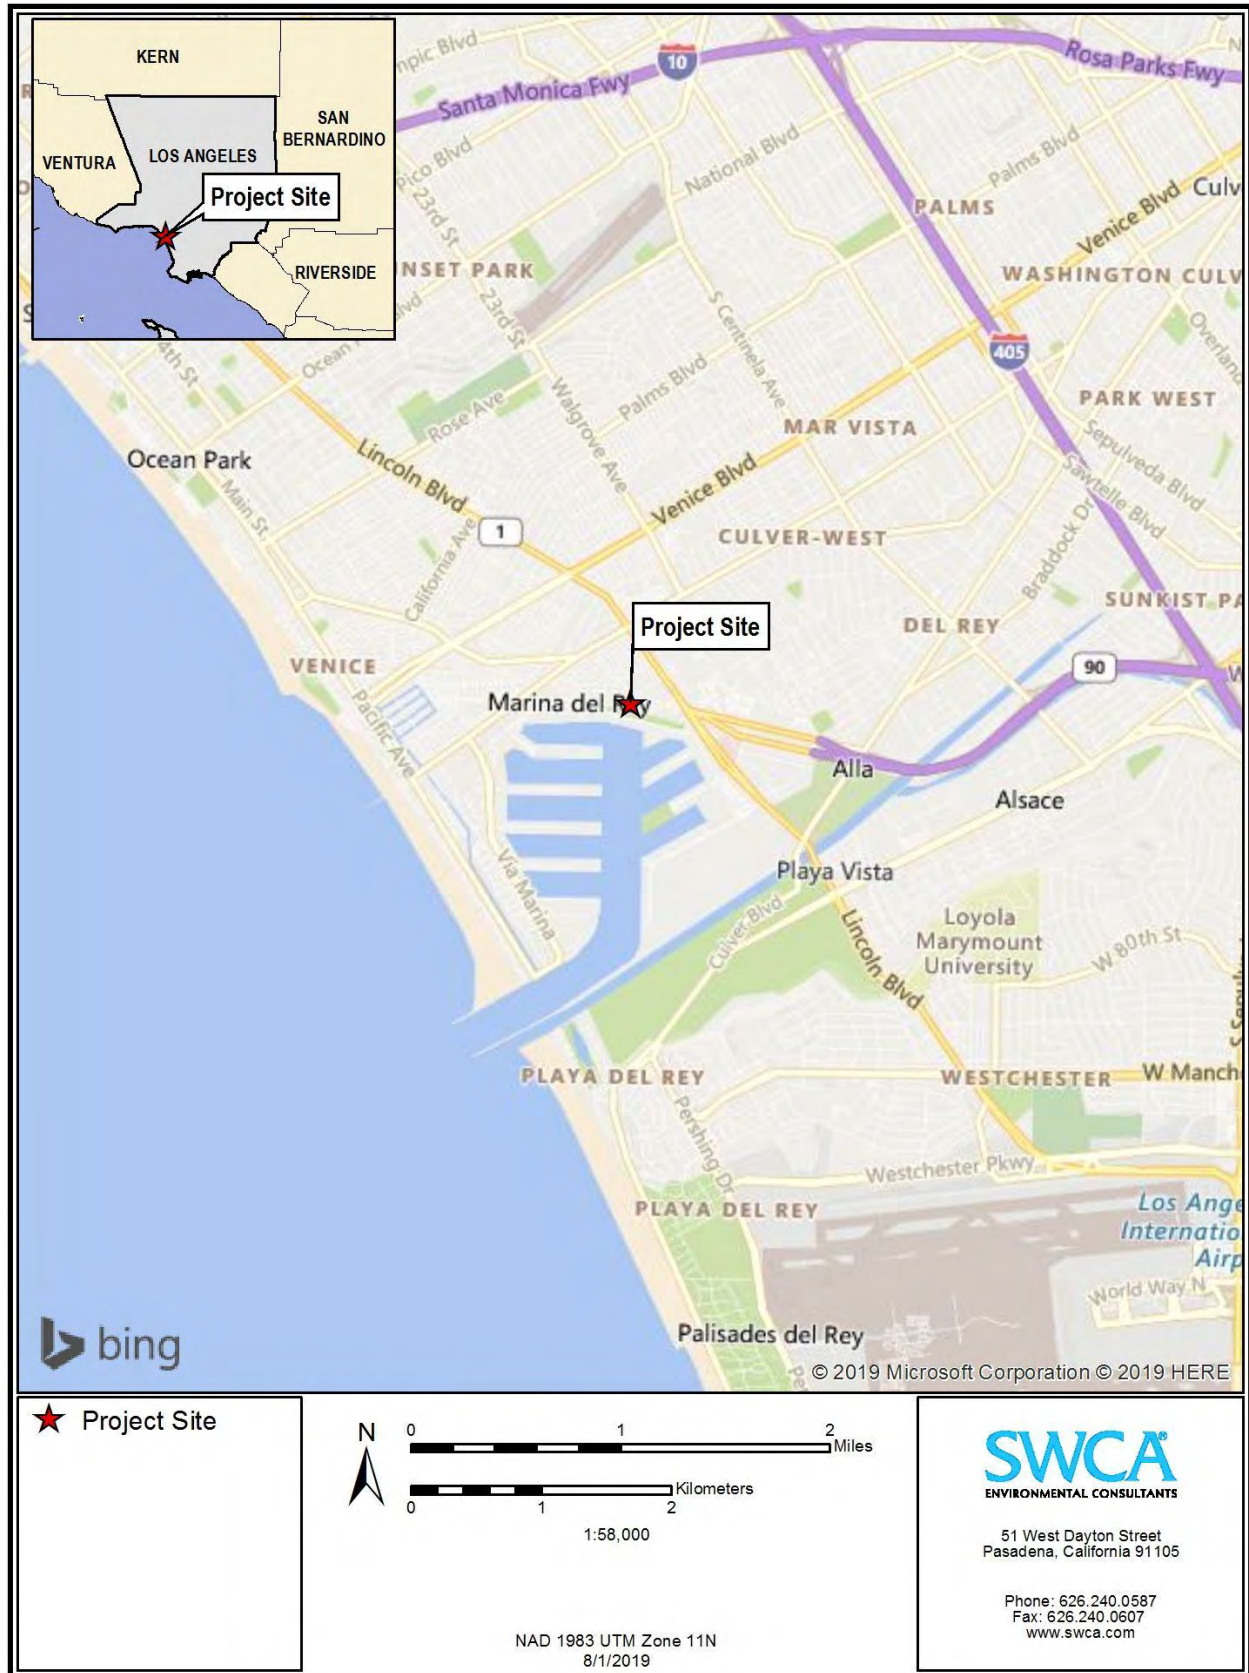 KERN
SAN
BERNARDINO
VENTURA
LOS ANGELES
Project Site
RIVERSIDE
Santa Monica Fwy
10
Rosa Parks Fwy
Pico Blvd
23rd St
National Blvd
Palms Blvd
PALMS
Venice Blvd
23rd St
S Centinela Ave
405
4th St
Rose Ave
Palms Blvd
Walgrove Ave
MAR VISTA
PARK WEST
Overland
Sepulveda Blvd
Sawtelle Blvd
Ocean Park
Lincoln Blvd
Main St
Venice Blvd
1
California Ave
CULVER-WEST
Braddock Dr
Project Site
DEL REY
VENICE
90
Marina del
Pacific Ave
Alla
Alsace
Via Marina
Playa Vista
Culver Blvd
Lincoln Blvd
Loyola
Marymount
University
W 80th St
PLAYA DEL REY
WESTCHESTER
W Manch
Pershing Dr
Westchester Pkwy
PLAYA DEL REY
Los Ange
Internatio
Airp
World Way N
Palisades del Rey
bing
© 2019 Microsoft Corporation © 2019 HERE
Project Site
N
0 1 2
Miles
Kilometers
0 1 2
1:58,000
NAD 1983 UTM Zone 11N
8/1/2019
SWCA®
ENVIRONMENTAL CONSULTANTS
51 West Dayton Street
Pasadena, California 91105
Phone: 626.240.0587
Fax: 626.240.0607
www.swca.com